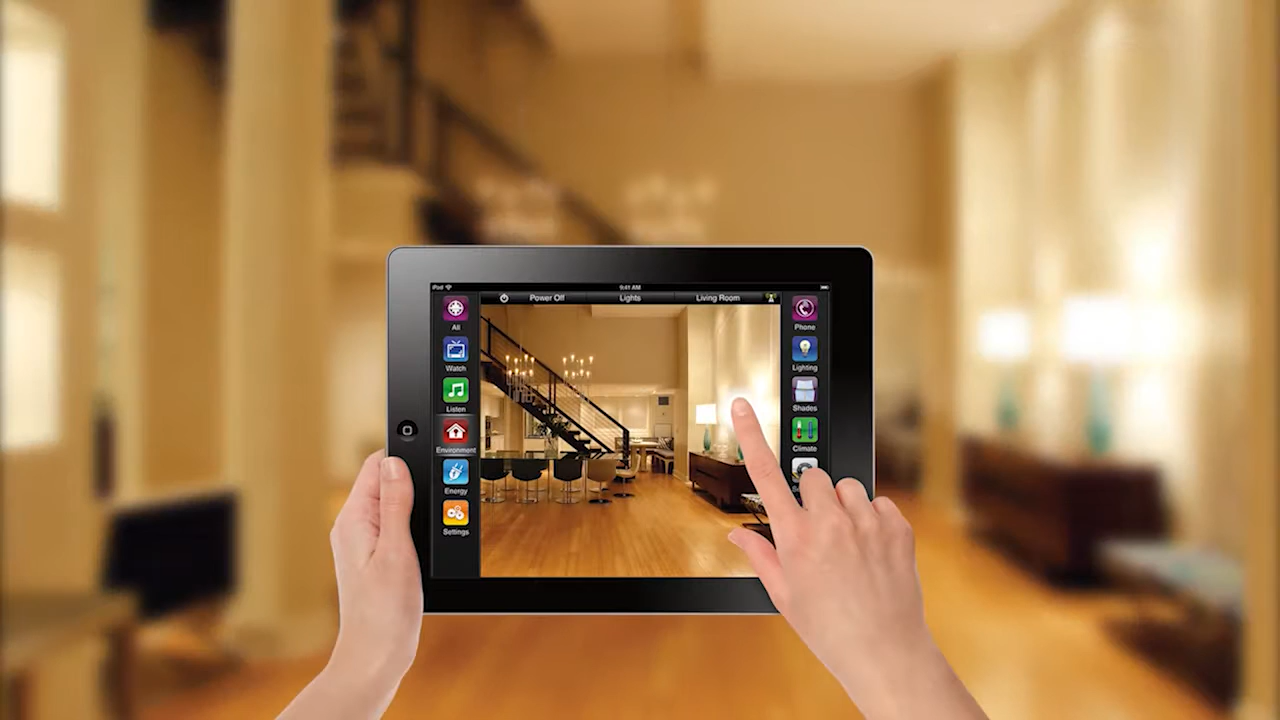 iPod 9:41 AM
Power Off Lights Living Room
All
Watch
Listen
Environment
Energy
Settings
Phone
Lighting
Shades
Climate